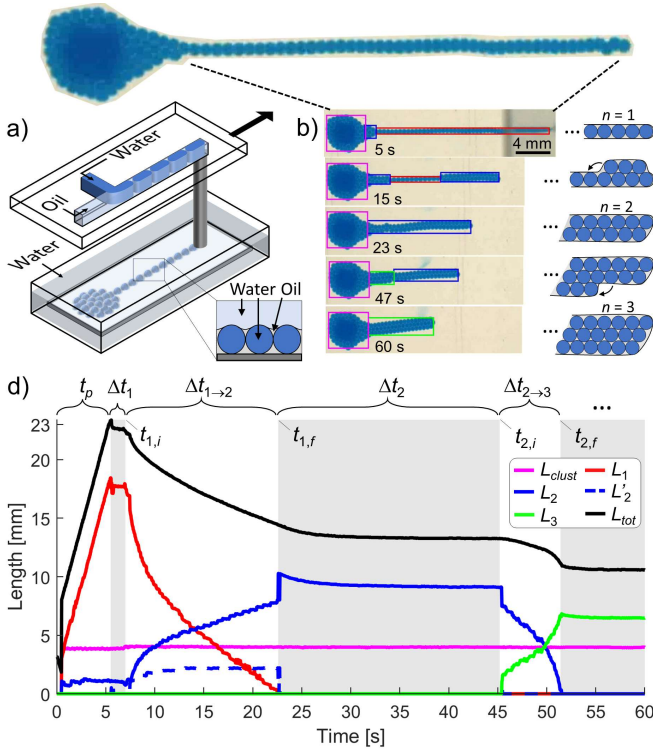 a)
Water
Oil
Water
Water Oil
b)
5 s
4 mm
15 s
23 s
47 s
60 s
... n = 1
...
n = 2
...
...
n = 3
...
d)
t_p Δt_1 Δt_1→2 Δt_2 Δt_2→3 ...
t_1,i t_1,f t_2,i t_2,f
Length [mm]
23
20
15
10
5
0
L_clust L_1
L_2 L'_2
L_3 L_tot
0 5 10 15 20 25 30 35 40 45 50 55 60
Time [s]